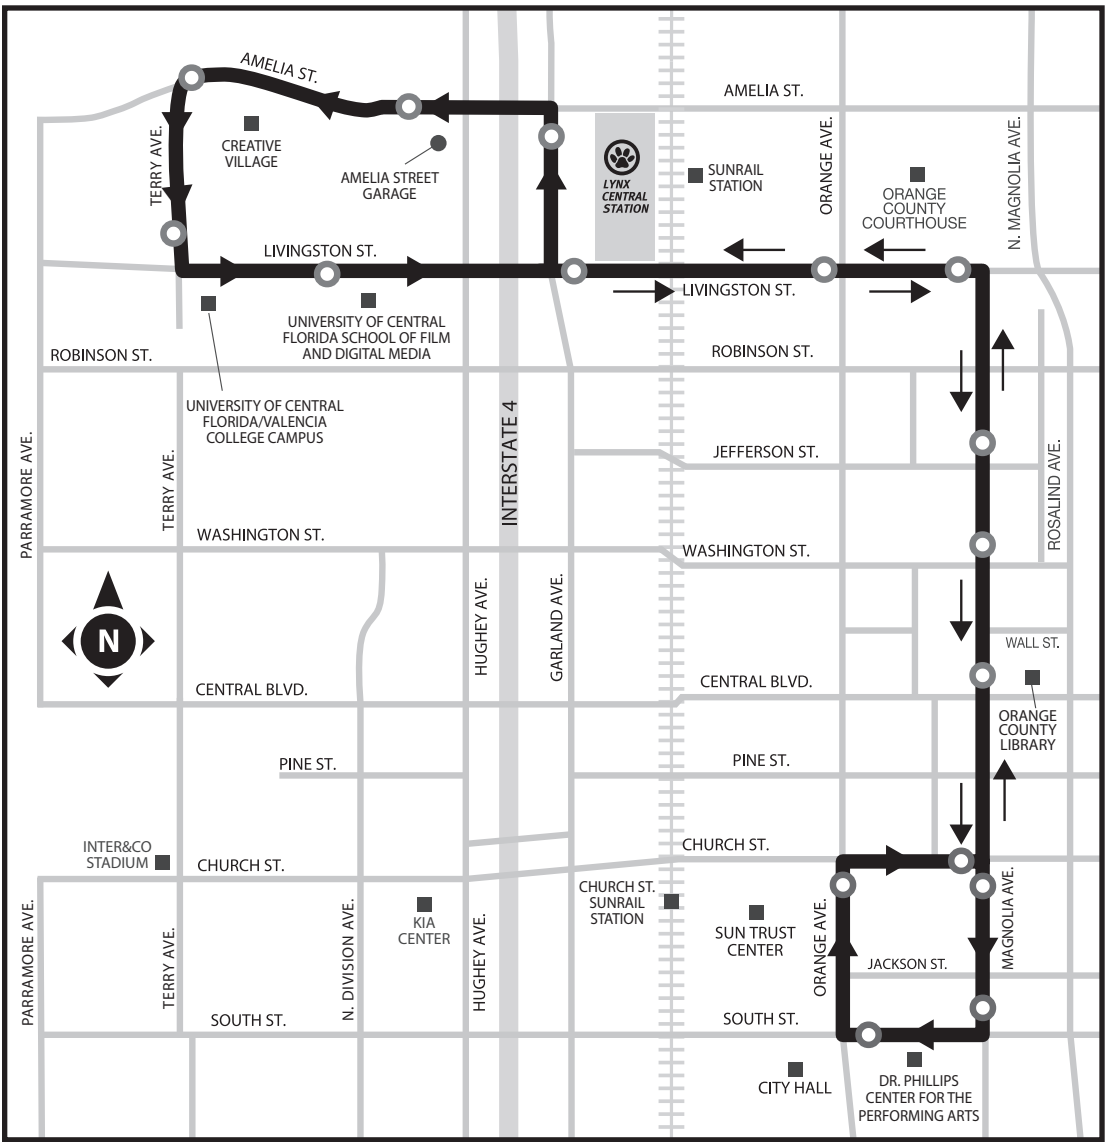 AMELIA ST.
AMELIA ST.
TERRY AVE.
CREATIVE
VILLAGE
AMELIA STREET
GARAGE
LYNX
CENTRAL
STATION
SUNRAIL
STATION
ORANGE AVE.
ORANGE
COUNTY
COURTHOUSE
N. MAGNOLIA AVE.
LIVINGSTON ST.
LIVINGSTON ST.
UNIVERSITY OF CENTRAL
FLORIDA SCHOOL OF FILM
AND DIGITAL MEDIA
ROBINSON ST.
ROBINSON ST.
UNIVERSITY OF CENTRAL
FLORIDA/VALENCIA
COLLEGE CAMPUS
PARRAMORE AVE.
TERRY AVE.
INTERSTATE 4
JEFFERSON ST.
ROSALIND AVE.
WASHINGTON ST.
WASHINGTON ST.
N
HUGHEY AVE.
GARLAND AVE.
WALL ST.
CENTRAL BLVD.
CENTRAL BLVD.
ORANGE
COUNTY
LIBRARY
PINE ST.
PINE ST.
INTER&CO
STADIUM
CHURCH ST.
CHURCH ST.
PARRAMORE AVE.
TERRY AVE.
N. DIVISION AVE.
KIA
CENTER
HUGHEY AVE.
CHURCH ST.
SUNRAIL
STATION
SUN TRUST
CENTER
ORANGE AVE.
MAGNOLIA AVE.
JACKSON ST.
SOUTH ST.
SOUTH ST.
CITY HALL
DR. PHILLIPS
CENTER FOR THE
PERFORMING ARTS